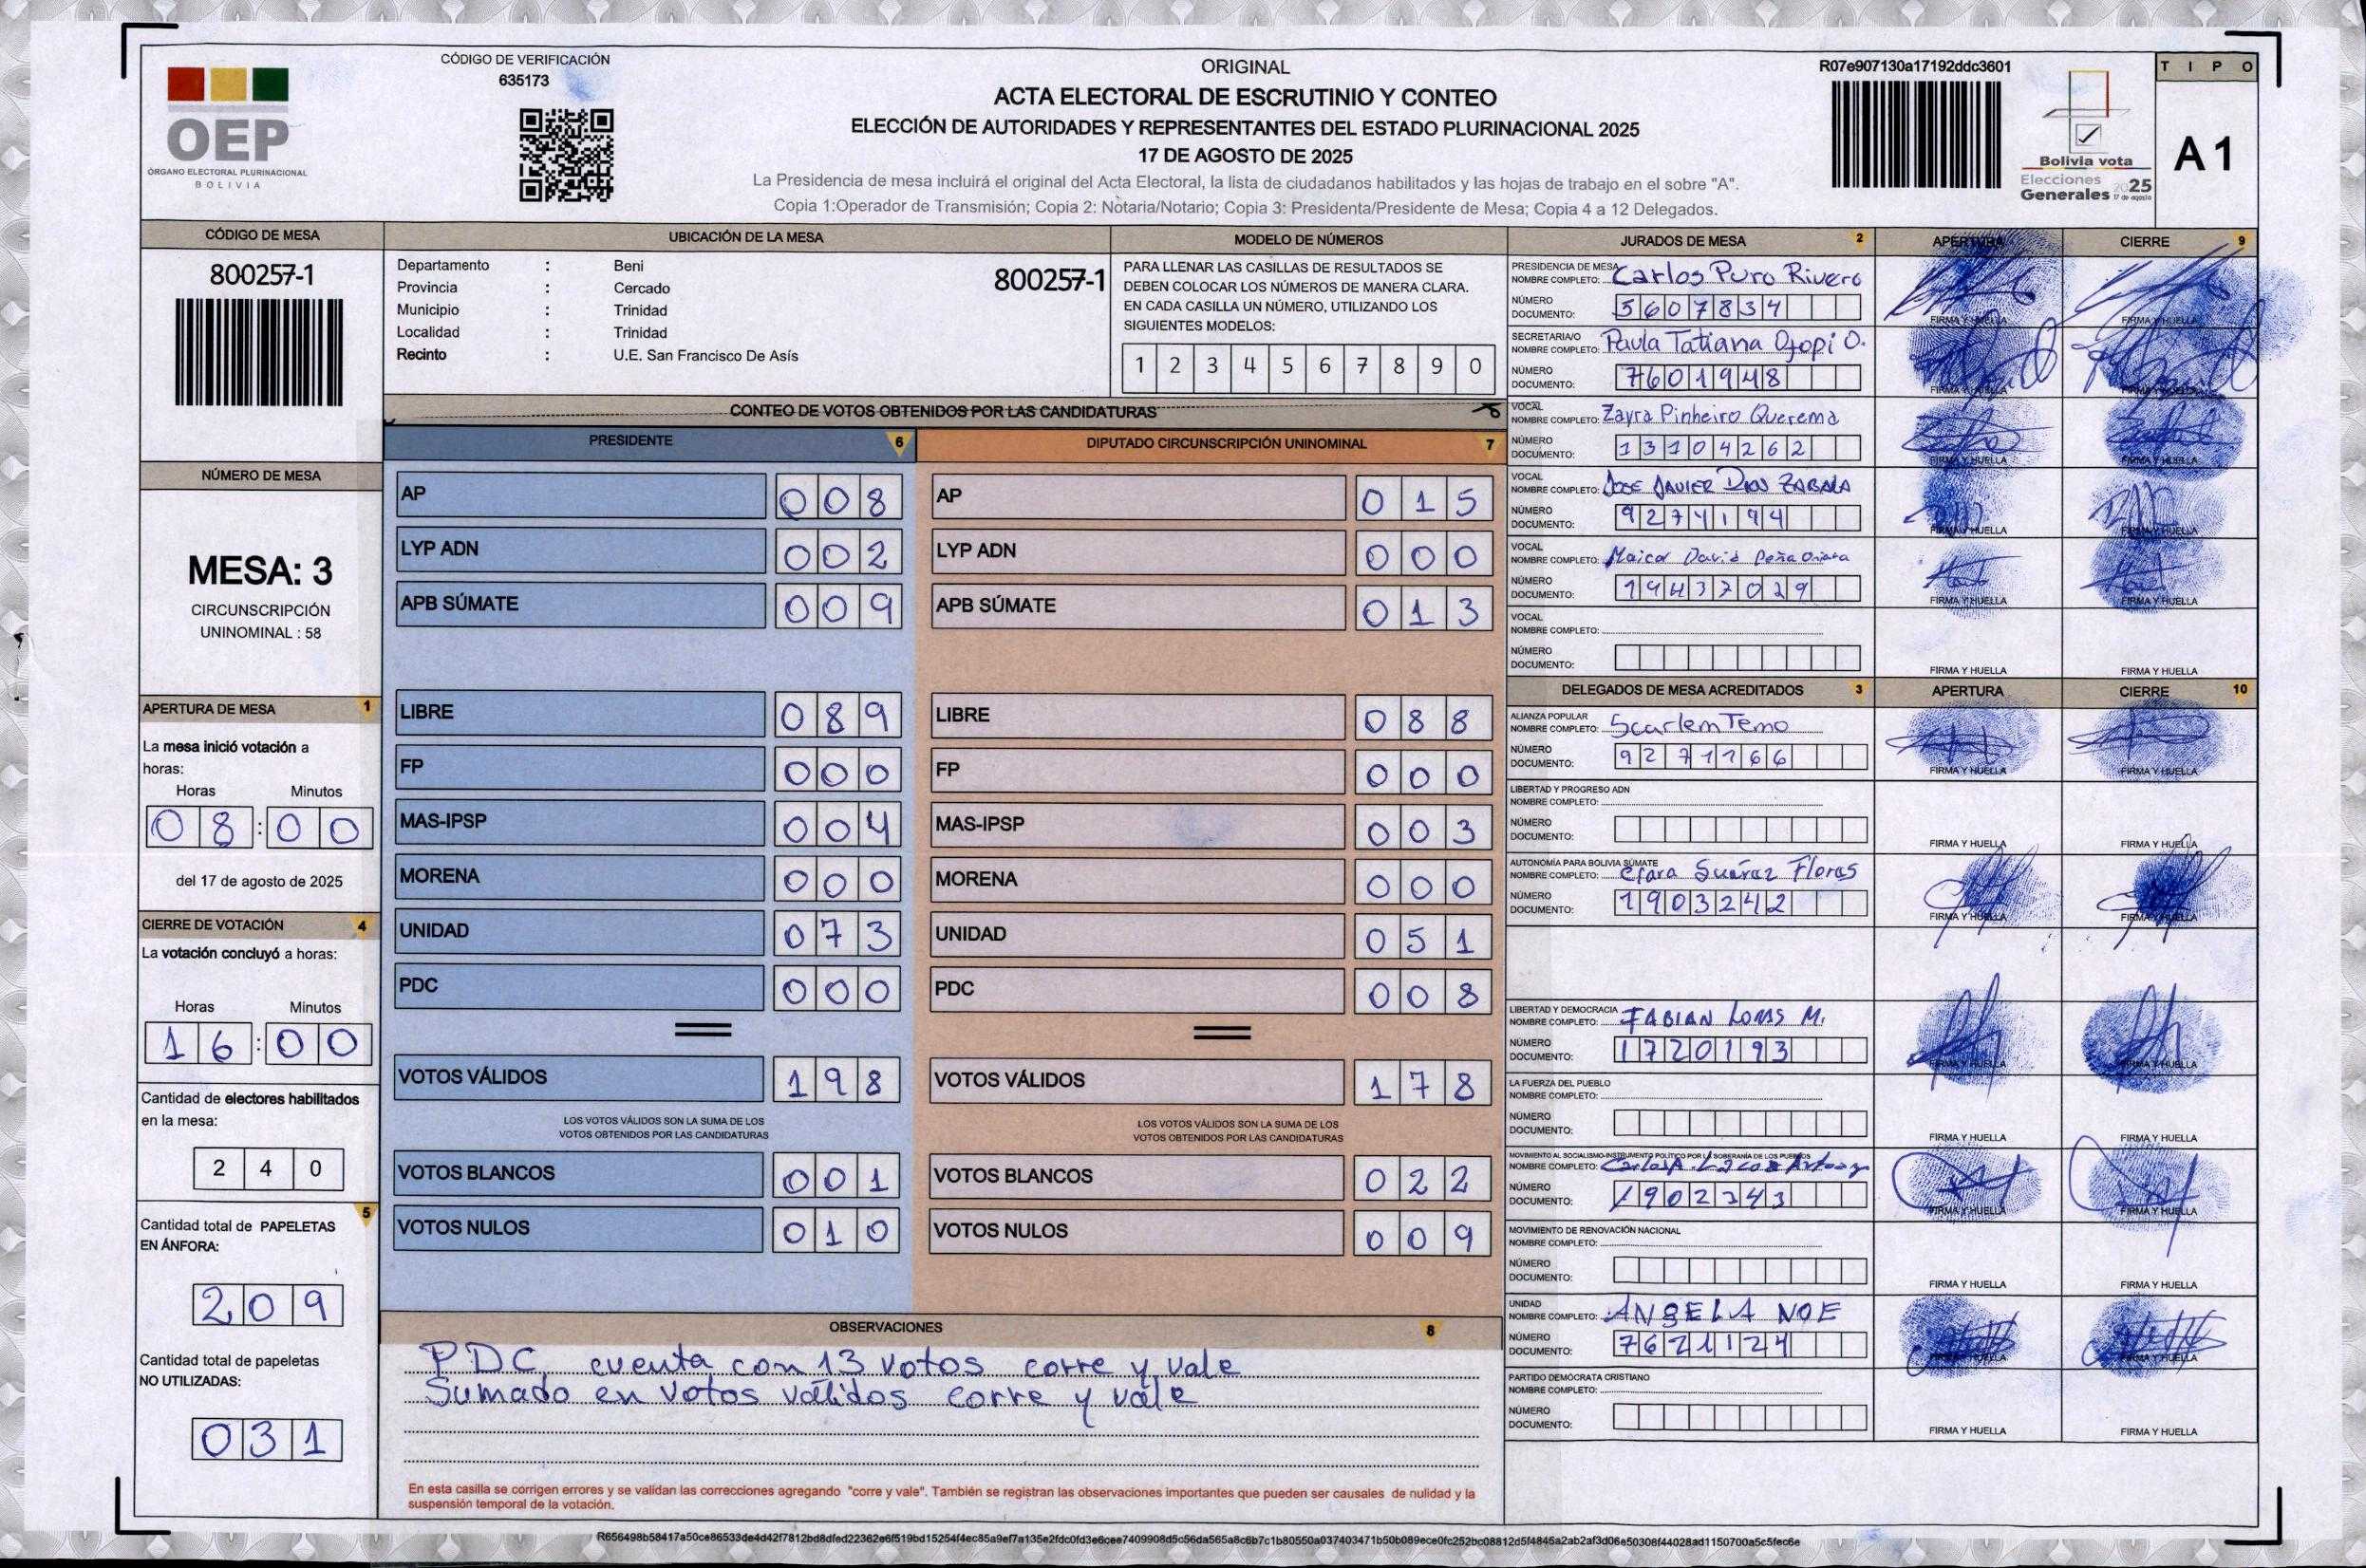 CÓDIGO DE VERIFICACIÓN
635173
OEP
ÓRGANO ELECTORAL PLURINACIONAL
BOLIVIA
ORIGINAL
ACTA ELECTORAL DE ESCRUTINIO Y CONTEO
ELECCIÓN DE AUTORIDADES Y REPRESENTANTES DEL ESTADO PLURINACIONAL 2025
17 DE AGOSTO DE 2025
La Presidencia de mesa incluirá el original del Acta Electoral, la lista de ciudadanos habilitados y las hojas de trabajo en el sobre "A".
Copia 1:Operador de Transmisión; Copia 2: Notaria/Notario; Copia 3: Presidenta/Presidente de Mesa; Copia 4 a 12 Delegados.
R07e907130a17192ddc3601
Bolivia vota
Elecciones
Generales 2025
17 de agosto
TIPO
A1
CÓDIGO DE MESA
800257-1
UBICACIÓN DE LA MESA
Departamento : Beni
Provincia : Cercado
Municipio : Trinidad
Localidad : Trinidad
Recinto : U.E. San Francisco De Asís
800257-1
MODELO DE NÚMEROS
PARA LLENAR LAS CASILLAS DE RESULTADOS SE
DEBEN COLOCAR LOS NÚMEROS DE MANERA CLARA.
EN CADA CASILLA UN NÚMERO, UTILIZANDO LOS
SIGUIENTES MODELOS:
1 2 3 4 5 6 7 8 9 0
NÚMERO DE MESA
MESA: 3
CIRCUNSCRIPCIÓN
UNINOMINAL : 58
APERTURA DE MESA 1
La mesa inició votación a
horas:
Horas Minutos
08:00
del 17 de agosto de 2025
CIERRE DE VOTACIÓN 4
La votación concluyó a horas:
Horas Minutos
16:00
Cantidad de electores habilitados
en la mesa:
240
5
Cantidad total de PAPELETAS
EN ÁNFORA:
209
Cantidad total de papeletas
NO UTILIZADAS:
031
CONTEO DE VOTOS OBTENIDOS POR LAS CANDIDATURAS
PRESIDENTE 6
AP 008
LYP ADN 002
APB SÚMATE 009
LIBRE 089
FP 000
MAS-IPSP 004
MORENA 000
UNIDAD 073
PDC 000
VOTOS VÁLIDOS 198
LOS VOTOS VÁLIDOS SON LA SUMA DE LOS
VOTOS OBTENIDOS POR LAS CANDIDATURAS
VOTOS BLANCOS 001
VOTOS NULOS 010
DIPUTADO CIRCUNSCRIPCIÓN UNINOMINAL 7
AP 015
LYP ADN 000
APB SÚMATE 013
LIBRE 088
FP 000
MAS-IPSP 003
MORENA 000
UNIDAD 051
PDC 008
VOTOS VÁLIDOS 178
LOS VOTOS VÁLIDOS SON LA SUMA DE LOS
VOTOS OBTENIDOS POR LAS CANDIDATURAS
VOTOS BLANCOS 022
VOTOS NULOS 009
OBSERVACIONES 8
PDC cuenta con 13 votos corre y vale
Sumado en votos válidos corre y vale
En esta casilla se corrigen errores y se validan las correcciones agregando "corre y vale". También se registran las observaciones importantes que pueden ser causales de nulidad y la
suspensión temporal de la votación.
JURADOS DE MESA 2 APERTURA CIERRE 9
PRESIDENCIA DE MESA
NOMBRE COMPLETO: Carlos Puro Rivero
NÚMERO
DOCUMENTO: 5607834
FIRMA Y HUELLA FIRMA Y HUELLA
SECRETARIA/O
NOMBRE COMPLETO: Paula Tatiana O.
NÚMERO
DOCUMENTO: 7601948
FIRMA Y HUELLA FIRMA Y HUELLA
VOCAL
NOMBRE COMPLETO: Zayra Pinheiro Querema
NÚMERO
DOCUMENTO: 13104262
FIRMA Y HUELLA FIRMA Y HUELLA
VOCAL
NOMBRE COMPLETO: JOSE JAVIER ZABALA
NÚMERO
DOCUMENTO: 9274194
FIRMA Y HUELLA FIRMA Y HUELLA
VOCAL
NOMBRE COMPLETO: Maicol David Peña
NÚMERO
DOCUMENTO: 19437029
FIRMA Y HUELLA FIRMA Y HUELLA
VOCAL
NOMBRE COMPLETO:
NÚMERO
DOCUMENTO:
FIRMA Y HUELLA FIRMA Y HUELLA
DELEGADOS DE MESA ACREDITADOS 3 APERTURA CIERRE 10
ALIANZA POPULAR
NOMBRE COMPLETO: Scarlem Temo
NÚMERO
DOCUMENTO: 9271766
FIRMA Y HUELLA FIRMA Y HUELLA
LIBERTAD Y PROGRESO ADN
NOMBRE COMPLETO:
NÚMERO
DOCUMENTO:
FIRMA Y HUELLA FIRMA Y HUELLA
AUTONOMÍA PARA BOLIVIA SÚMATE
NOMBRE COMPLETO: Clara Suárez Flores
NÚMERO
DOCUMENTO: 1903242
FIRMA Y HUELLA FIRMA Y HUELLA
LIBERTAD Y DEMOCRACIA
NOMBRE COMPLETO: FABIAN M.
NÚMERO
DOCUMENTO: 1720193
FIRMA Y HUELLA FIRMA Y HUELLA
LA FUERZA DEL PUEBLO
NOMBRE COMPLETO:
NÚMERO
DOCUMENTO:
FIRMA Y HUELLA FIRMA Y HUELLA
MOVIMIENTO AL SOCIALISMO-INSTRUMENTO POLÍTICO POR LA SOBERANÍA DE LOS PUEBLOS
NOMBRE COMPLETO: Carlos A.
NÚMERO
DOCUMENTO: 1902343
FIRMA Y HUELLA FIRMA Y HUELLA
MOVIMIENTO DE RENOVACIÓN NACIONAL
NOMBRE COMPLETO:
NÚMERO
DOCUMENTO:
FIRMA Y HUELLA FIRMA Y HUELLA
UNIDAD
NOMBRE COMPLETO: ANGELA NOE
NÚMERO
DOCUMENTO: 7621124
FIRMA Y HUELLA FIRMA Y HUELLA
PARTIDO DEMÓCRATA CRISTIANO
NOMBRE COMPLETO:
NÚMERO
DOCUMENTO:
FIRMA Y HUELLA FIRMA Y HUELLA